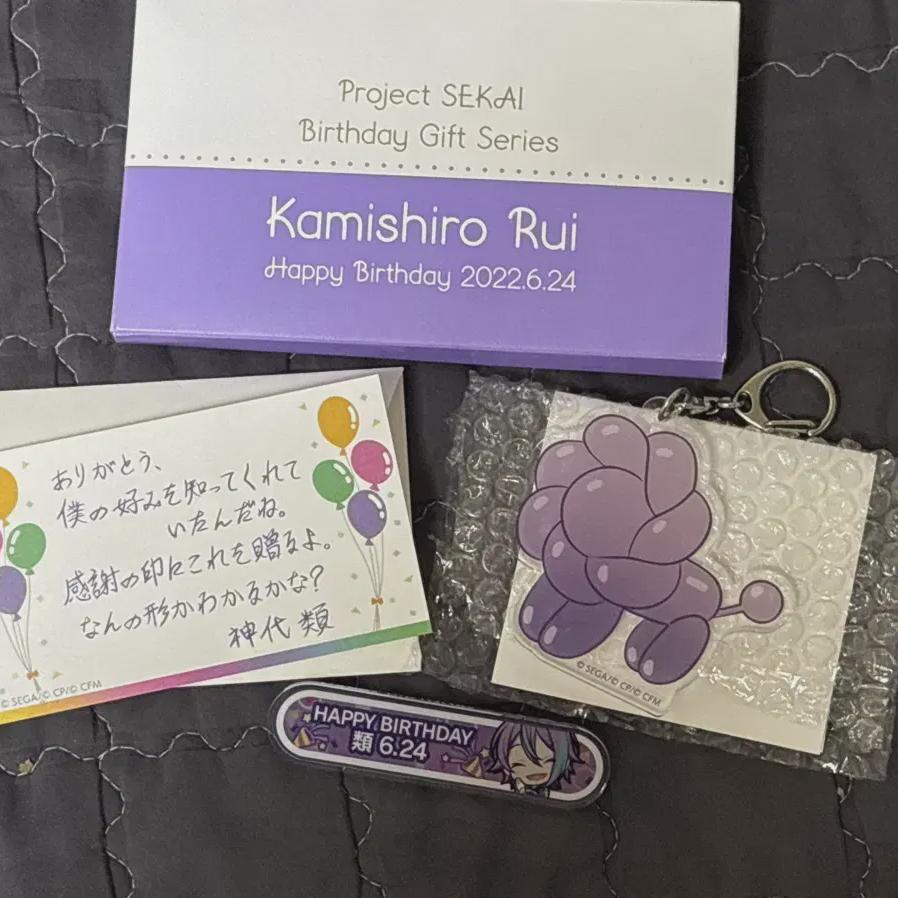 Project SEKAI
Birthday Gift Series
Kamishiro Rui
Happy Birthday 2022.6.24
ありがとう、
僕の好みを知ってくれて
いたんだね。
感謝の印にこれを贈るよ。
なんの形かわかるかな?
神代 類
© SEGA/© CP/© CFM
© SEGA/© CP/© CFM
HAPPY BIRTHDAY
類 6.24